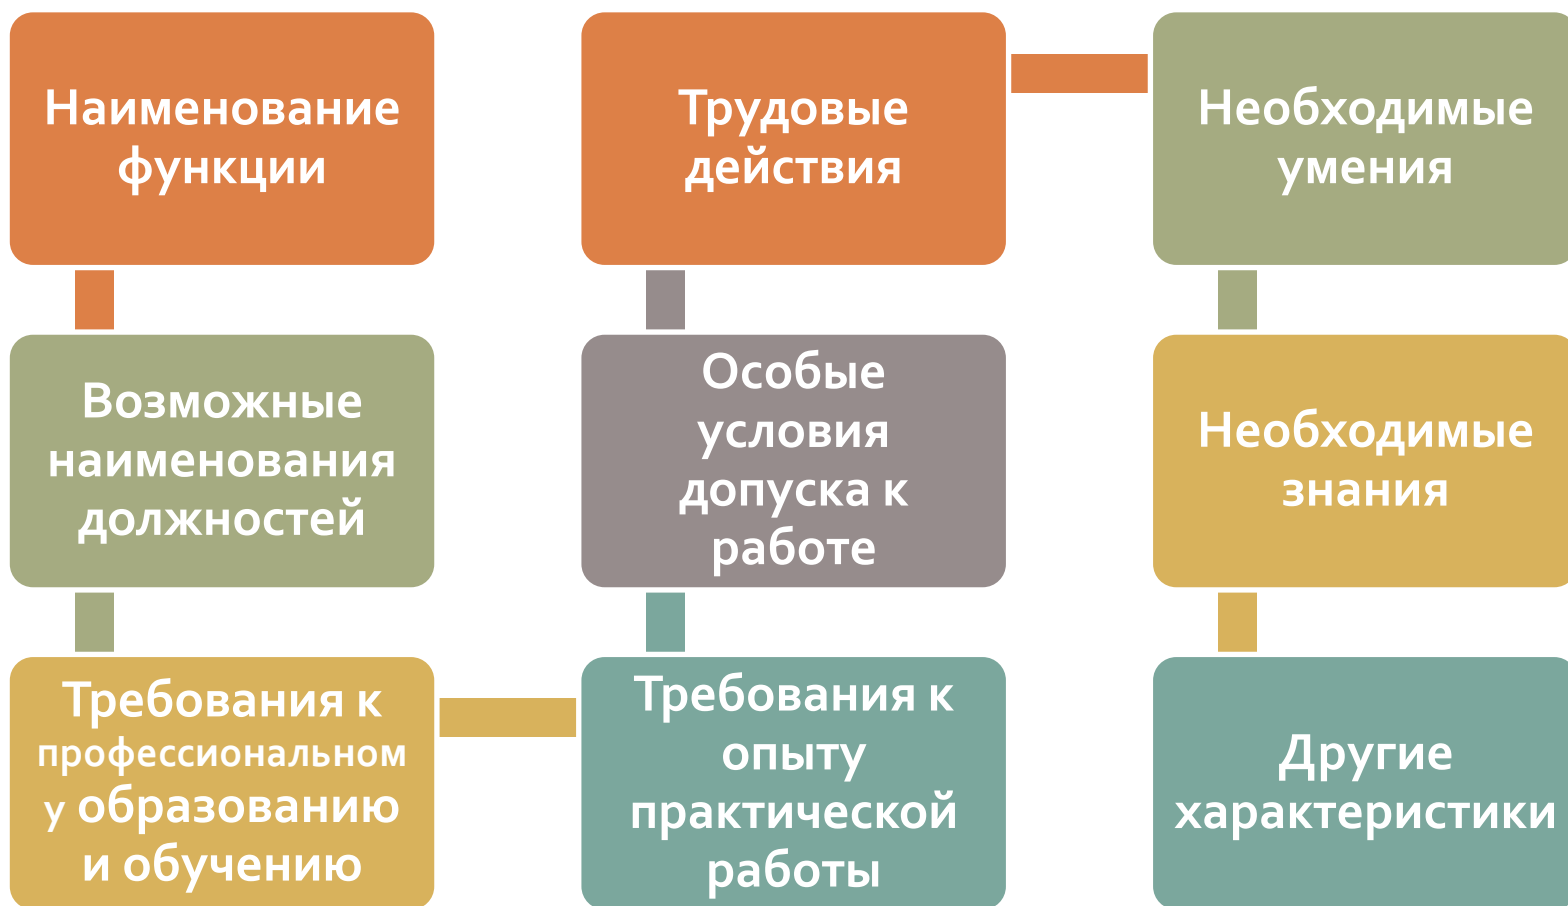 Наименование
функции
Возможные
наименования
должностей
Требования к
профессиональном
у образованию
и обучению
Требования к
опыту
практической
работы
Особые
условия
допуска к
работе
Трудовые
действия
Необходимые
умения
Необходимые
знания
Другие
характеристики